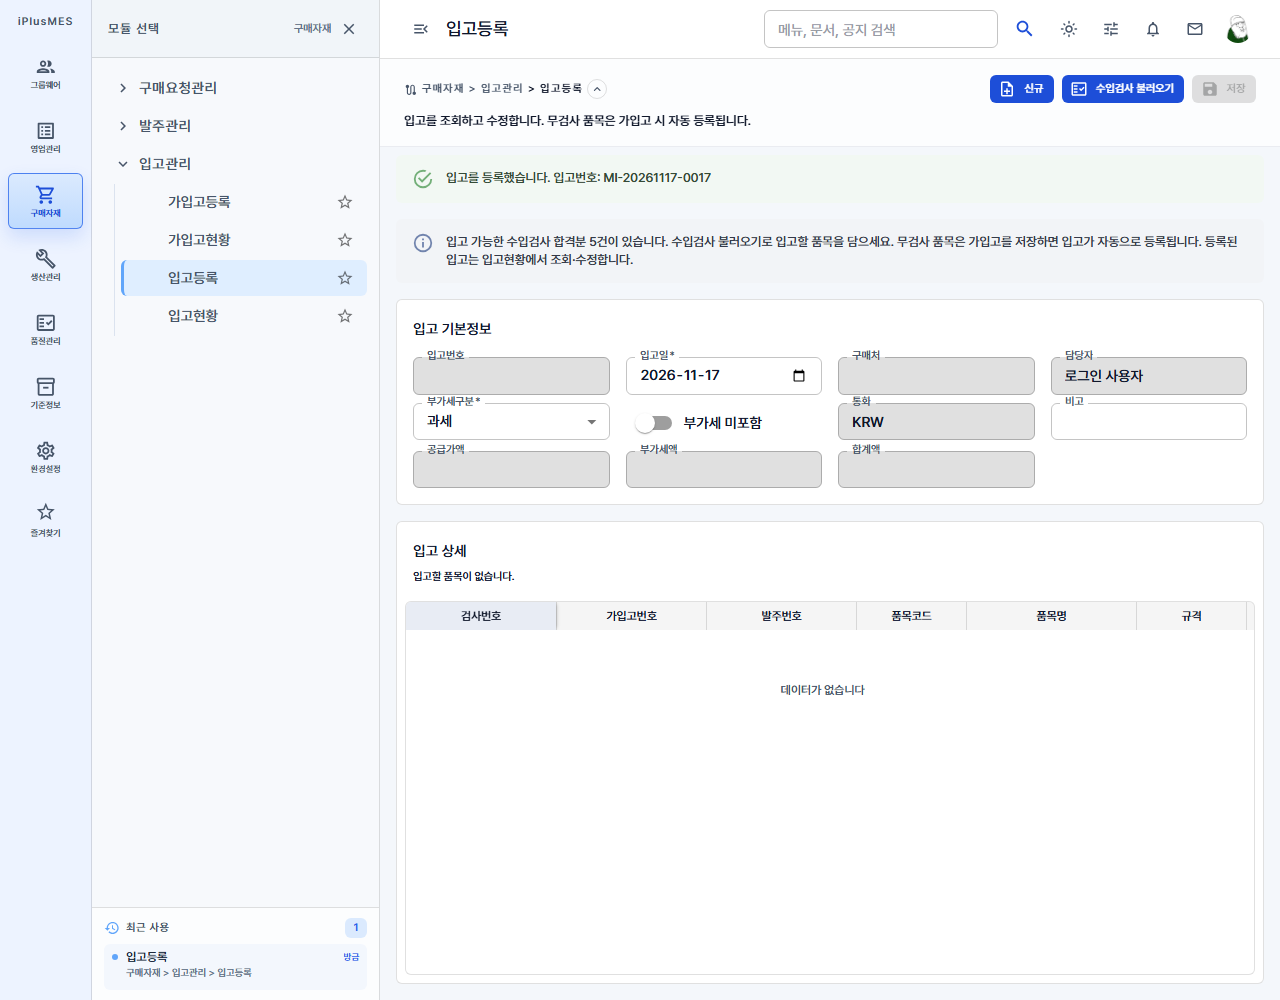 iPlusMES
그룹웨어
영업관리
구매자재
생산관리
품질관리
기준정보
환경설정
즐겨찾기
모듈 선택
구매자재
구매요청관리
발주관리
입고관리
가입고등록
가입고현황
입고등록
입고현황
최근 사용
1
입고등록
방금
구매자재 > 입고관리 > 입고등록
입고등록
메뉴, 문서, 공지 검색
구매자재 > 입고관리 > 입고등록
신규
수입검사 불러오기
저장
입고를 조회하고 수정합니다. 무검사 품목은 가입고 시 자동 등록됩니다.
입고를 등록했습니다. 입고번호: MI-20261117-0017
입고 가능한 수입검사 합격분 5건이 있습니다. 수입검사 불러오기로 입고할 품목을 담으세요. 무검사 품목은 가입고를 저장하면 입고가 자동으로 등록됩니다. 등록된
입고는 입고현황에서 조회·수정합니다.
입고 기본정보
입고번호
입고일 *
2026-11-17
구매처
담당자
로그인 사용자
부가세구분 *
과세
부가세 미포함
통화
KRW
비고
공급가액
부가세액
합계액
입고 상세
입고할 품목이 없습니다.
검사번호
가입고번호
발주번호
품목코드
품목명
규격
데이터가 없습니다